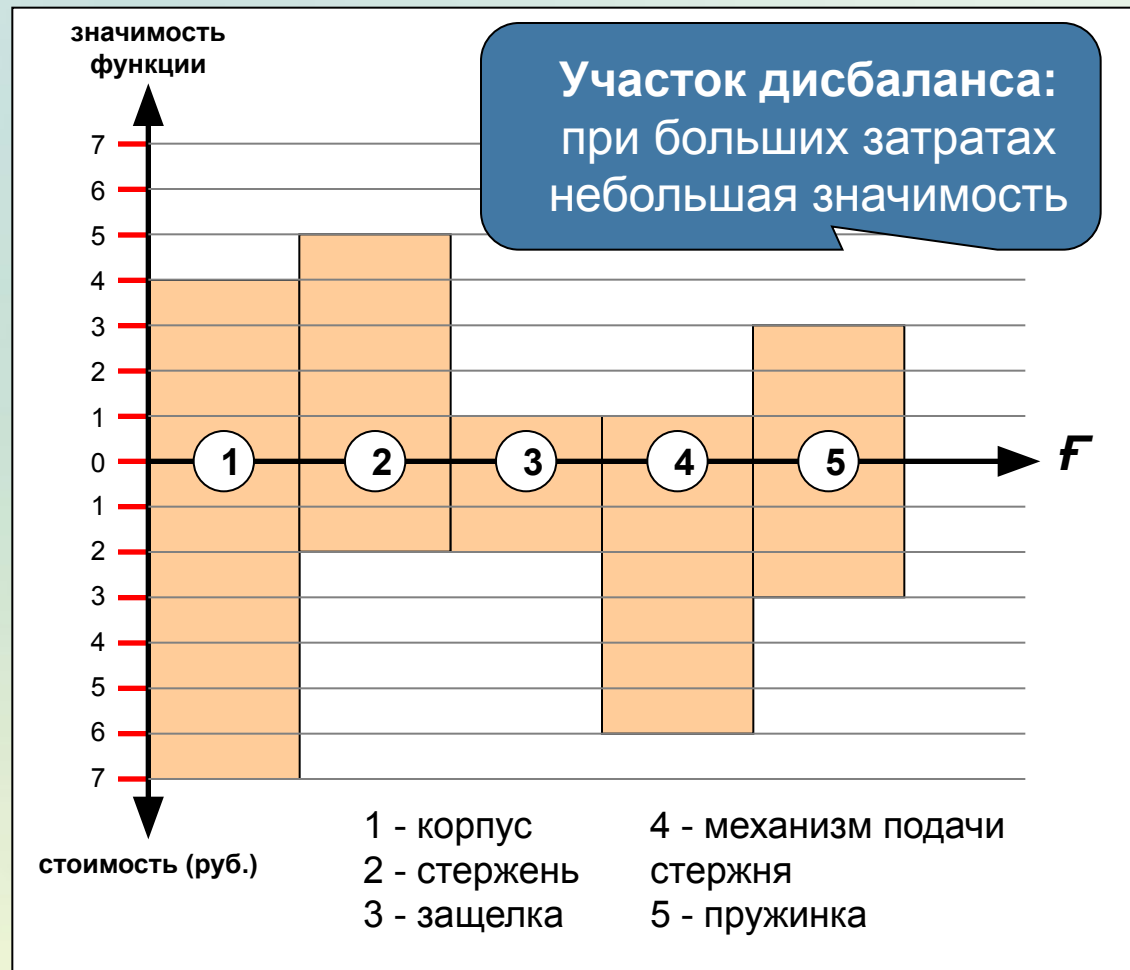 значимость
функции
Участок дисбаланса:
при больших затратах
небольшая значимость
7
6
5
4
3
2
1
0
1
2
3
4
5
6
7
1
2
3
4
5
F
стоимость (руб.)
1 - корпус
2 - стержень
3 - защелка
4 - механизм подачи
стержня
5 - пружинка